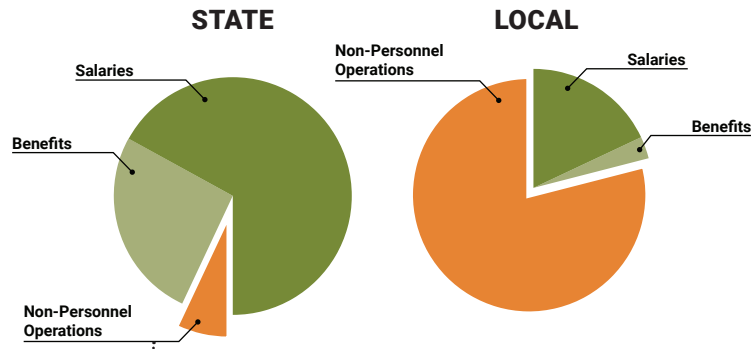 STATE
Salaries
Benefits
Non-Personnel
Operations
LOCAL
Non-Personnel
Operations
Salaries
Benefits